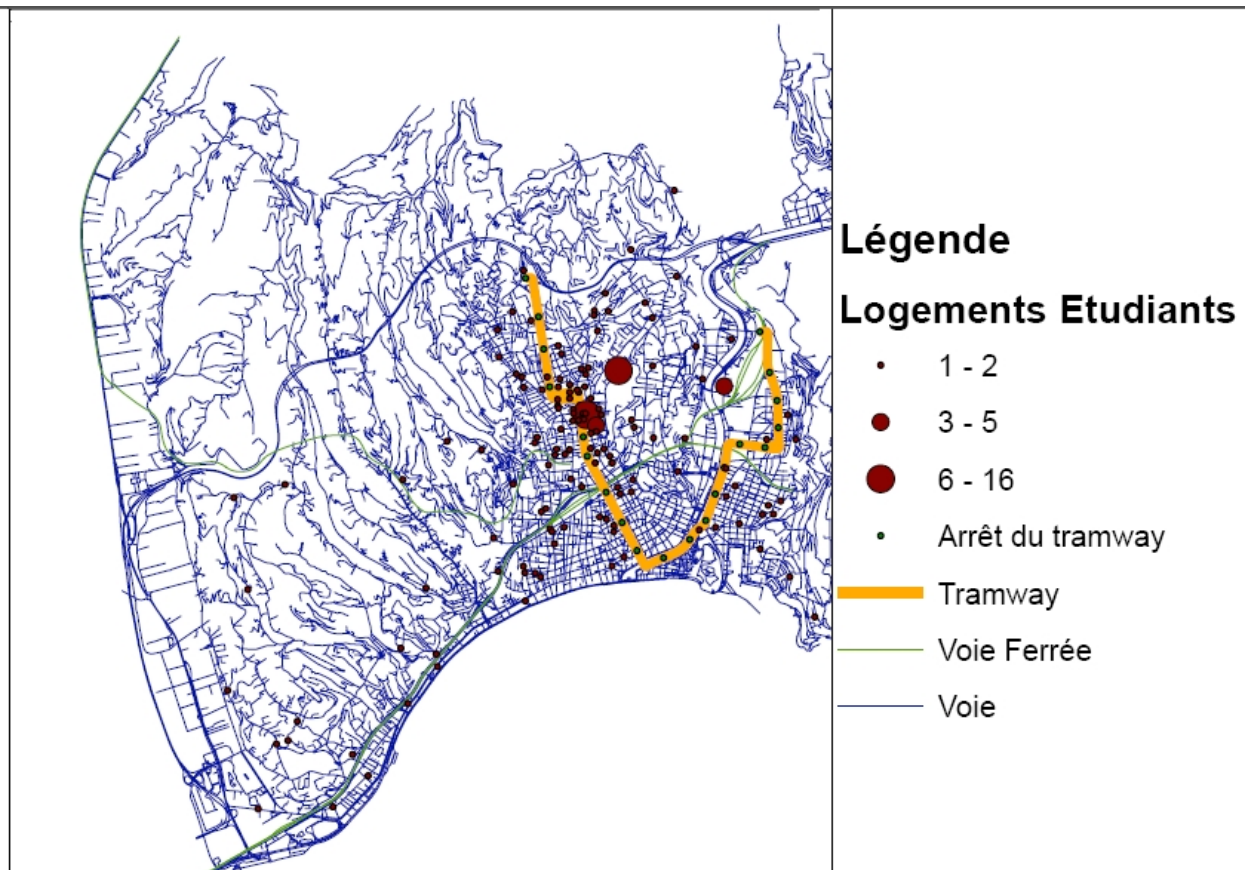 Légende
Logements Etudiants
1 - 2
3 - 5
6 - 16
Arrêt du tramway
Tramway
Voie Ferrée
Voie